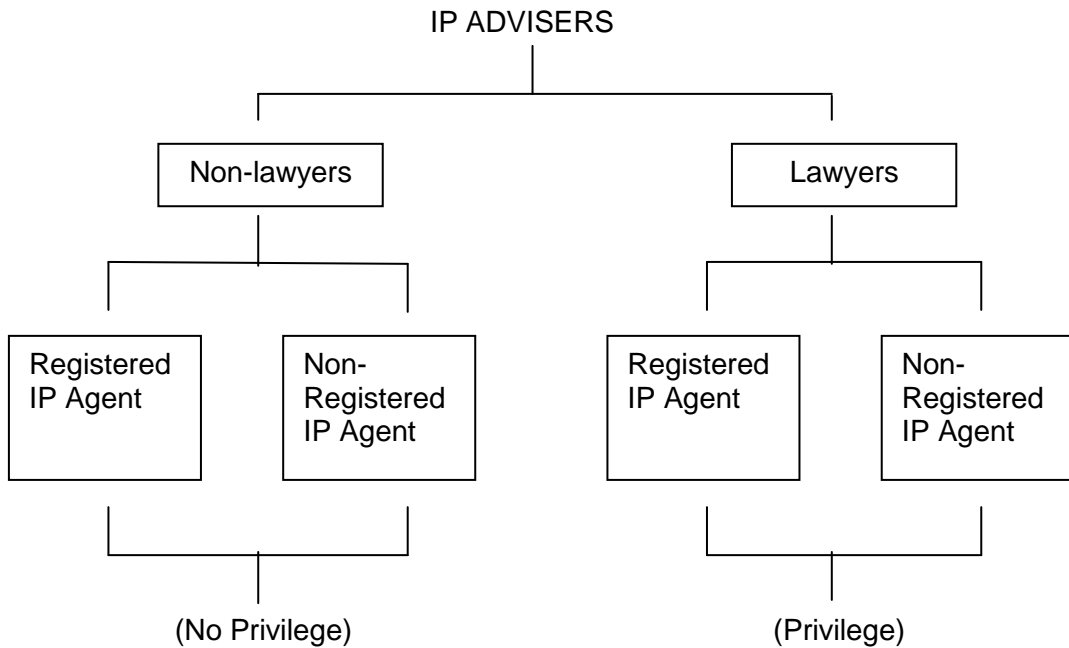 IP ADVISERS
Non-lawyers
Lawyers
Registered
IP Agent
Non-
Registered
IP Agent
Registered
IP Agent
Non-
Registered
IP Agent
(No Privilege)
(Privilege)